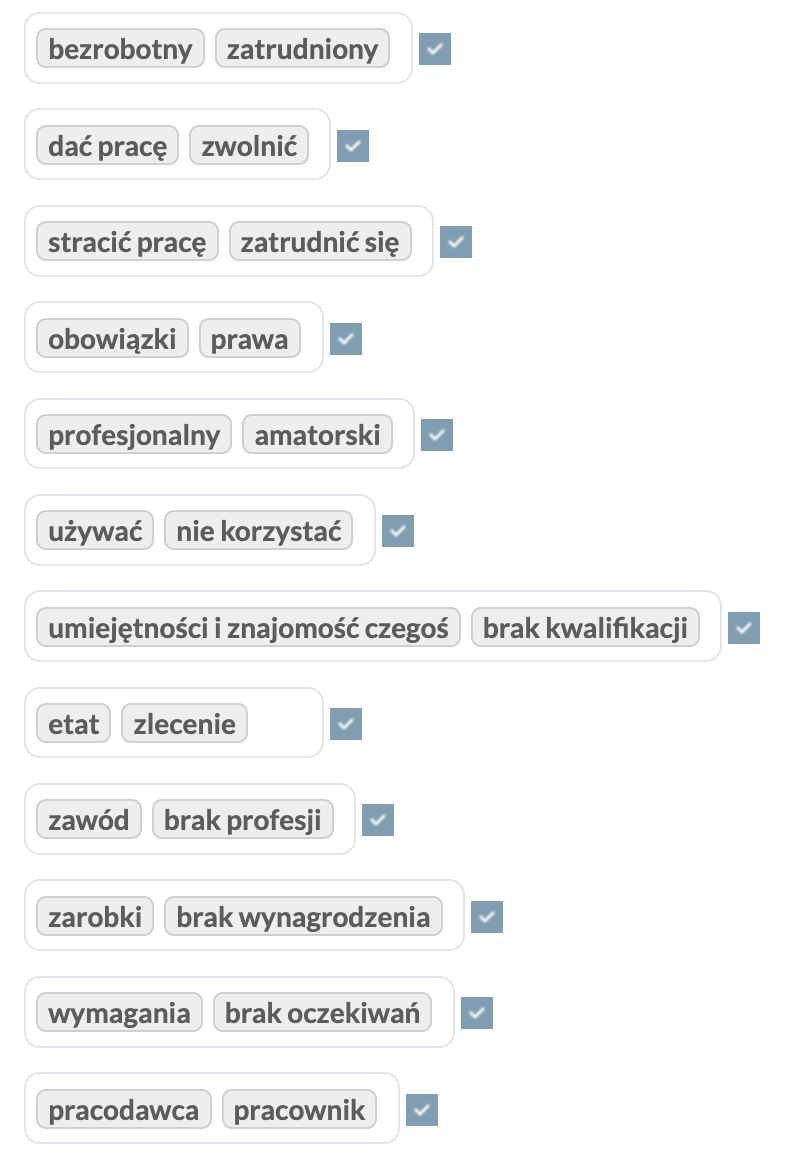 bezrobotny zatrudniony
dać pracę zwolnić
stracić pracę zatrudnić się
obowiązki prawa
profesjonalny amatorski
używać nie korzystać
umiejętności i znajomość czegoś brak kwalifikacji
etat zlecenie
zawód brak profesji
zarobki brak wynagrodzenia
wymagania brak oczekiwań
pracodawca pracownik